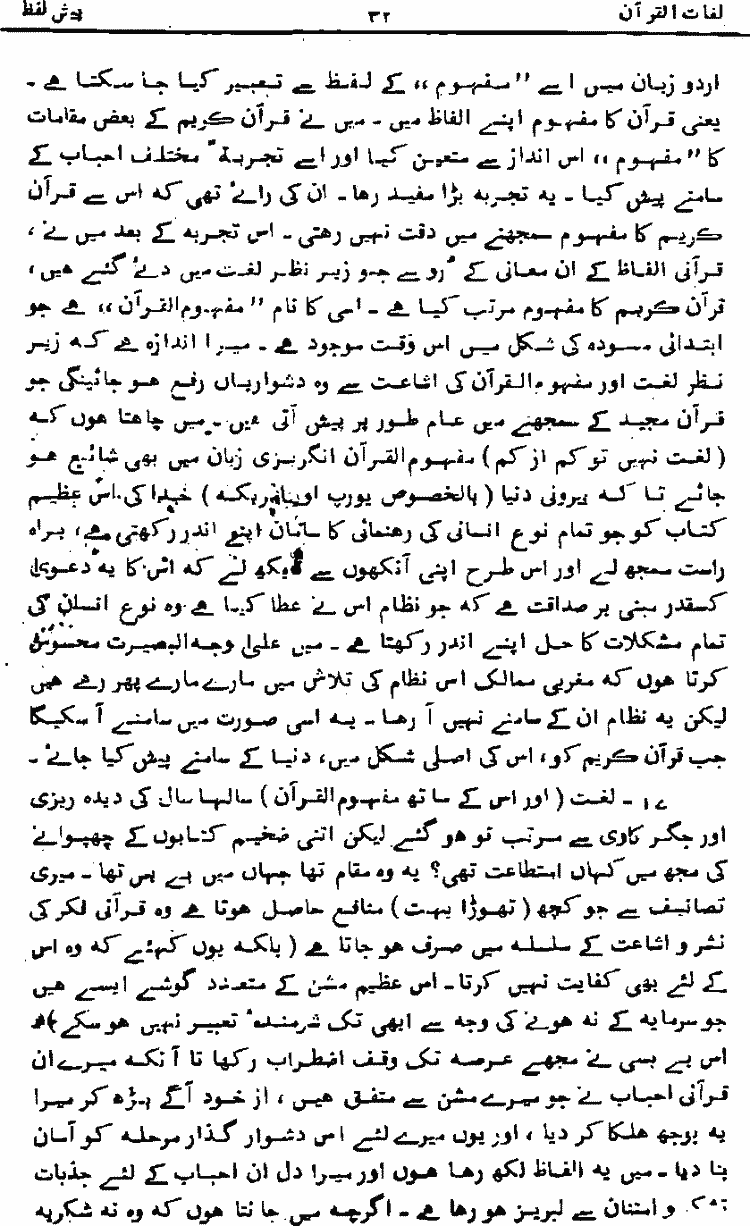 لغات القرآن ۳۲ پیش لفظ
اردو زبان میں اسے ”مفہوم“ کے لفظ سے تعبیر کیا جا سکتا ہے ۔
یعنی قرآن کا مفہوم اپنے الفاظ میں ۔ میں نے قرآن کریم کے بعض مقامات
کا ”مفہوم“ اس انداز سے متعین کیا اور اسے تجربةً مختلف احباب کے
سامنے پیش کیا ۔ یہ تجربہ بڑا مفید رہا ۔ ان کی رائے تھی کہ اس سے قرآن
کریم کا مفہوم سمجھنے میں دقت نہیں رہتی ۔ اس تجربہ کے بعد میں نے ،
قرآنی الفاظ کے ان معانی کے رُو سے جو زیر نظر لغت میں دئے گئے ہیں ،
قرآن کریم کا مفہوم مرتب کیا ہے ۔ اسی کا نام ”مفہوم القرآن“ ہے جو
ابتدائی مسودہ کی شکل میں اس وقت موجود ہے ۔ میرا اندازہ ہے کہ زیر
نظر لغت اور مفہوم القرآن کی اشاعت سے وہ دشواریاں رفع ہو جائینگی جو
قرآن مجید کے سمجھنے میں عام طور پر پیش آتی ہیں ۔ میں چاہتا ہوں کہ
( لغت نہیں تو کم از کم ) مفہوم القرآن انگریزی زبان میں بھی شائع ہو
جائے تا کہ بیرونی دنیا ( بالخصوص یورپ اور امریکہ ) خدا کی اس عظیم
کتاب کو جو تمام نوع انسانی کی رہنمائی کا سامان اپنے اندر رکھتی ہے ، براہ
راست سمجھ لے اور اس طرح اپنی آنکھوں سے دیکھ لے کہ اس کا یہ دعویٰ
کسقدر مبنی بر صداقت ہے کہ جو نظام اس نے عطا کیا ہے وہ نوع انسان کی
تمام مشکلات کا حل اپنے اندر رکھتا ہے ۔ میں علیٰ وجہ البصیرت محسوس
کرتا ہوں کہ مغربی ممالک اس نظام کی تلاش میں مارے مارے پھر رہے ہیں
لیکن یہ نظام ان کے سامنے نہیں آ رہا ۔ یہ اسی صورت میں سامنے آ سکیگا
جب قرآن کریم کو ، اس کی اصلی شکل میں ، دنیا کے سامنے پیش کیا جائے ۔
۱۷ ۔ لغت ( اور اس کے ساتھ مفہوم القرآن ) سالہا سال کی دیدہ ریزی
اور جگر کاوی سے مرتب تو ہو گئے لیکن اتنی ضخیم کتابوں کے چھپوانے
کی مجھ میں کہاں استطاعت تھی؟ یہ وہ مقام تھا جہاں میں بے بس تھا ۔ میری
تصانیف سے جو کچھ ( تھوڑا بہت ) منافع حاصل ہوتا ہے وہ قرآنی فکر کی
نشر و اشاعت کے سلسلہ میں صرف ہو جاتا ہے ( بلکہ یوں کہئے کہ وہ اس
کے لئے بھی کفایت نہیں کرتا ۔ اس عظیم مشن کے متعدد گوشے ایسے ہیں
جو سرمایہ کے نہ ہونے کی وجہ سے ابھی تک شرمندۂ تعبیر نہیں ہو سکے )
اس بے بسی نے مجھے عرصہ تک وقف اضطراب رکھا تا آنکہ میرے ان
قرآنی احباب نے جو میرے مشن سے متفق ہیں ، از خود آگے بڑھ کر میرا
یہ بوجھ ہلکا کر دیا ، اور یوں میرے لئے اس دشوار گذار مرحلہ کو آسان
بنا دیا ۔ میں یہ الفاظ لکھ رہا ہوں اور میرا دل ان احباب کے لئے جذبات
و امتنان سے لبریز ہو رہا ہے ۔ اگرچہ میں جانتا ہوں کہ وہ نہ شکریہ